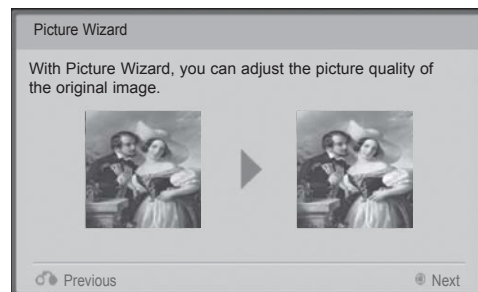 Picture Wizard
With Picture Wizard, you can adjust the picture quality of
the original image.
Previous
Next